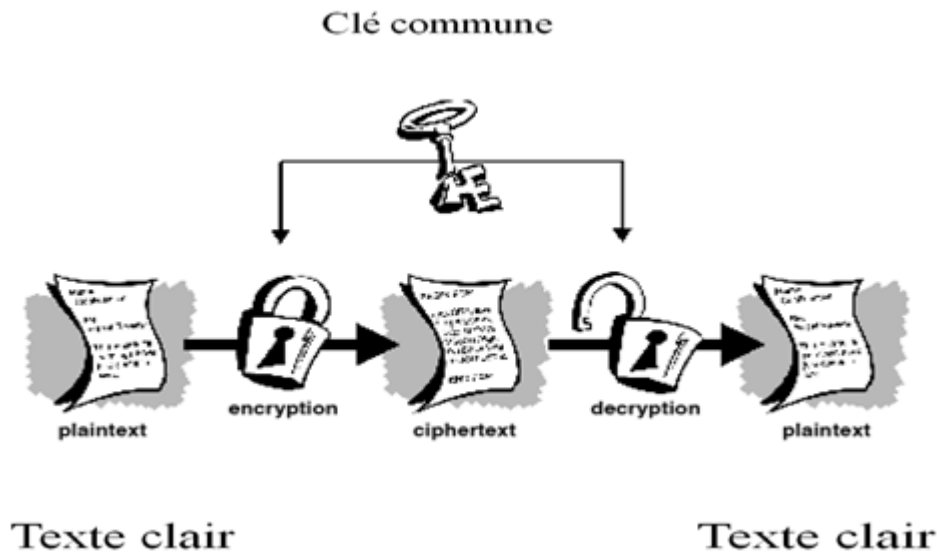 Clé commune
encryption
decryption
plaintext
ciphertext
plaintext
Texte clair
Texte clair